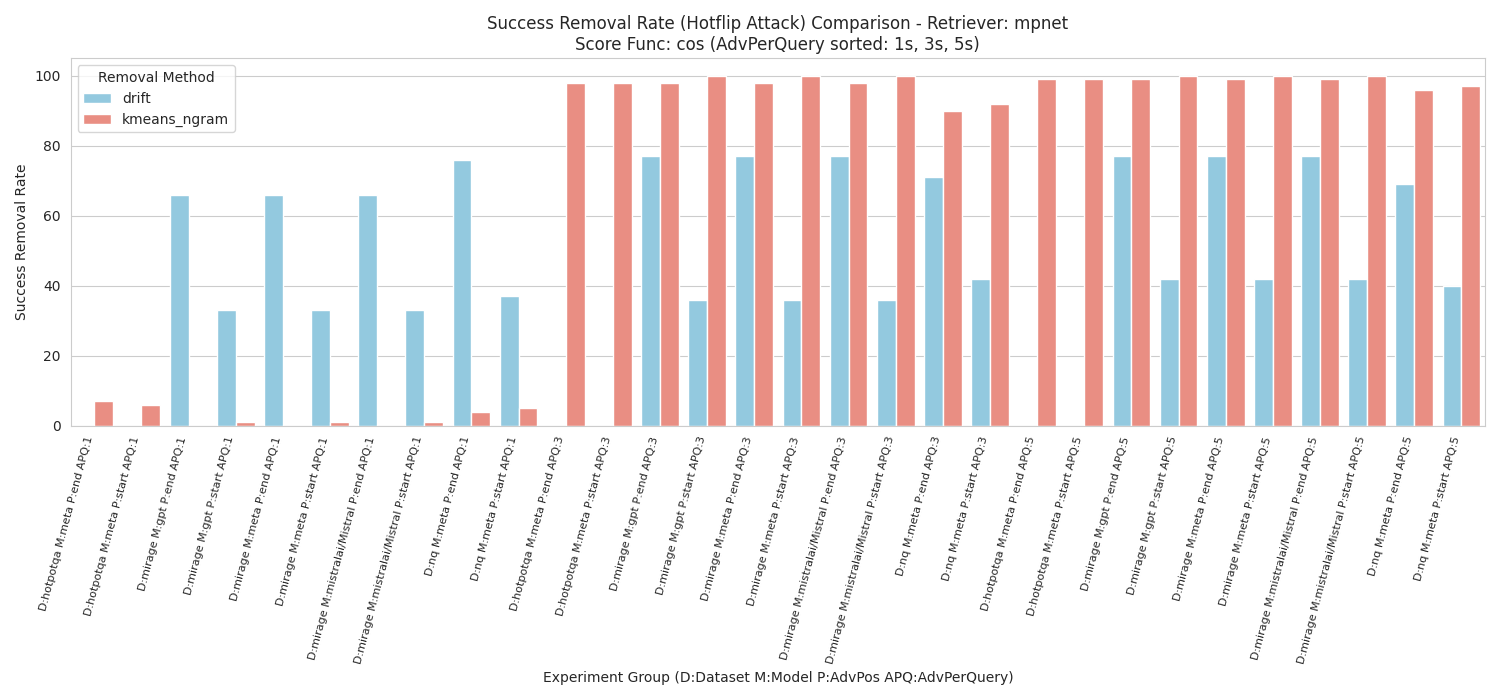 Success Removal Rate (Hotflip Attack) Comparison - Retriever: mpnet
Score Func: cos (AdvPerQuery sorted: 1s, 3s, 5s)
Removal Method
drift
kmeans_ngram
Success Removal Rate
100
80
60
40
20
0
D:hotpotqa M:meta P:end APQ:1
D:hotpotqa M:meta P:start APQ:1
D:mirage M:gpt P:end APQ:1
D:mirage M:gpt P:start APQ:1
D:mirage M:meta P:end APQ:1
D:mirage M:meta P:start APQ:1
D:mirage M:mistralai/Mistral P:end APQ:1
D:mirage M:mistralai/Mistral P:start APQ:1
D:nq M:meta P:end APQ:1
D:nq M:meta P:start APQ:1
D:hotpotqa M:meta P:end APQ:3
D:hotpotqa M:meta P:start APQ:3
D:mirage M:gpt P:end APQ:3
D:mirage M:gpt P:start APQ:3
D:mirage M:meta P:end APQ:3
D:mirage M:meta P:start APQ:3
D:mirage M:mistralai/Mistral P:end APQ:3
D:mirage M:mistralai/Mistral P:start APQ:3
D:nq M:meta P:end APQ:3
D:nq M:meta P:start APQ:3
D:hotpotqa M:meta P:end APQ:5
D:hotpotqa M:meta P:start APQ:5
D:mirage M:gpt P:end APQ:5
D:mirage M:gpt P:start APQ:5
D:mirage M:meta P:end APQ:5
D:mirage M:meta P:start APQ:5
D:mirage M:mistralai/Mistral P:end APQ:5
D:mirage M:mistralai/Mistral P:start APQ:5
D:nq M:meta P:end APQ:5
D:nq M:meta P:start APQ:5
Experiment Group (D:Dataset M:Model P:AdvPos APQ:AdvPerQuery)